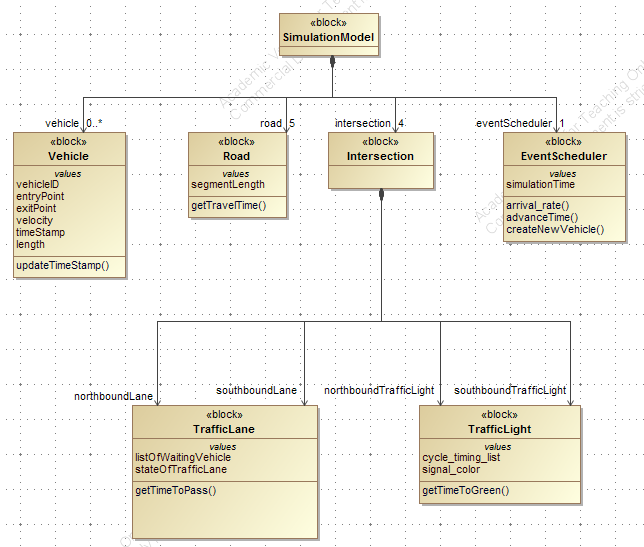 «block»
SimulationModel
vehicle 0..*
road 5
intersection 4
eventScheduler 1
«block»
Vehicle
values
vehicleID
entryPoint
exitPoint
velocity
timeStamp
length
updateTimeStamp()
«block»
Road
values
segmentLength
getTravelTime()
«block»
Intersection
«block»
EventScheduler
values
simulationTime
arrival_rate()
advanceTime()
createNewVehicle()
northboundLane
southboundLane
northboundTrafficLight
southboundTrafficLight
«block»
TrafficLane
values
listOfWaitingVehicle
stateOfTrafficLane
getTimeToPass()
«block»
TrafficLight
values
cycle_timing_list
signal_color
getTimeToGreen()